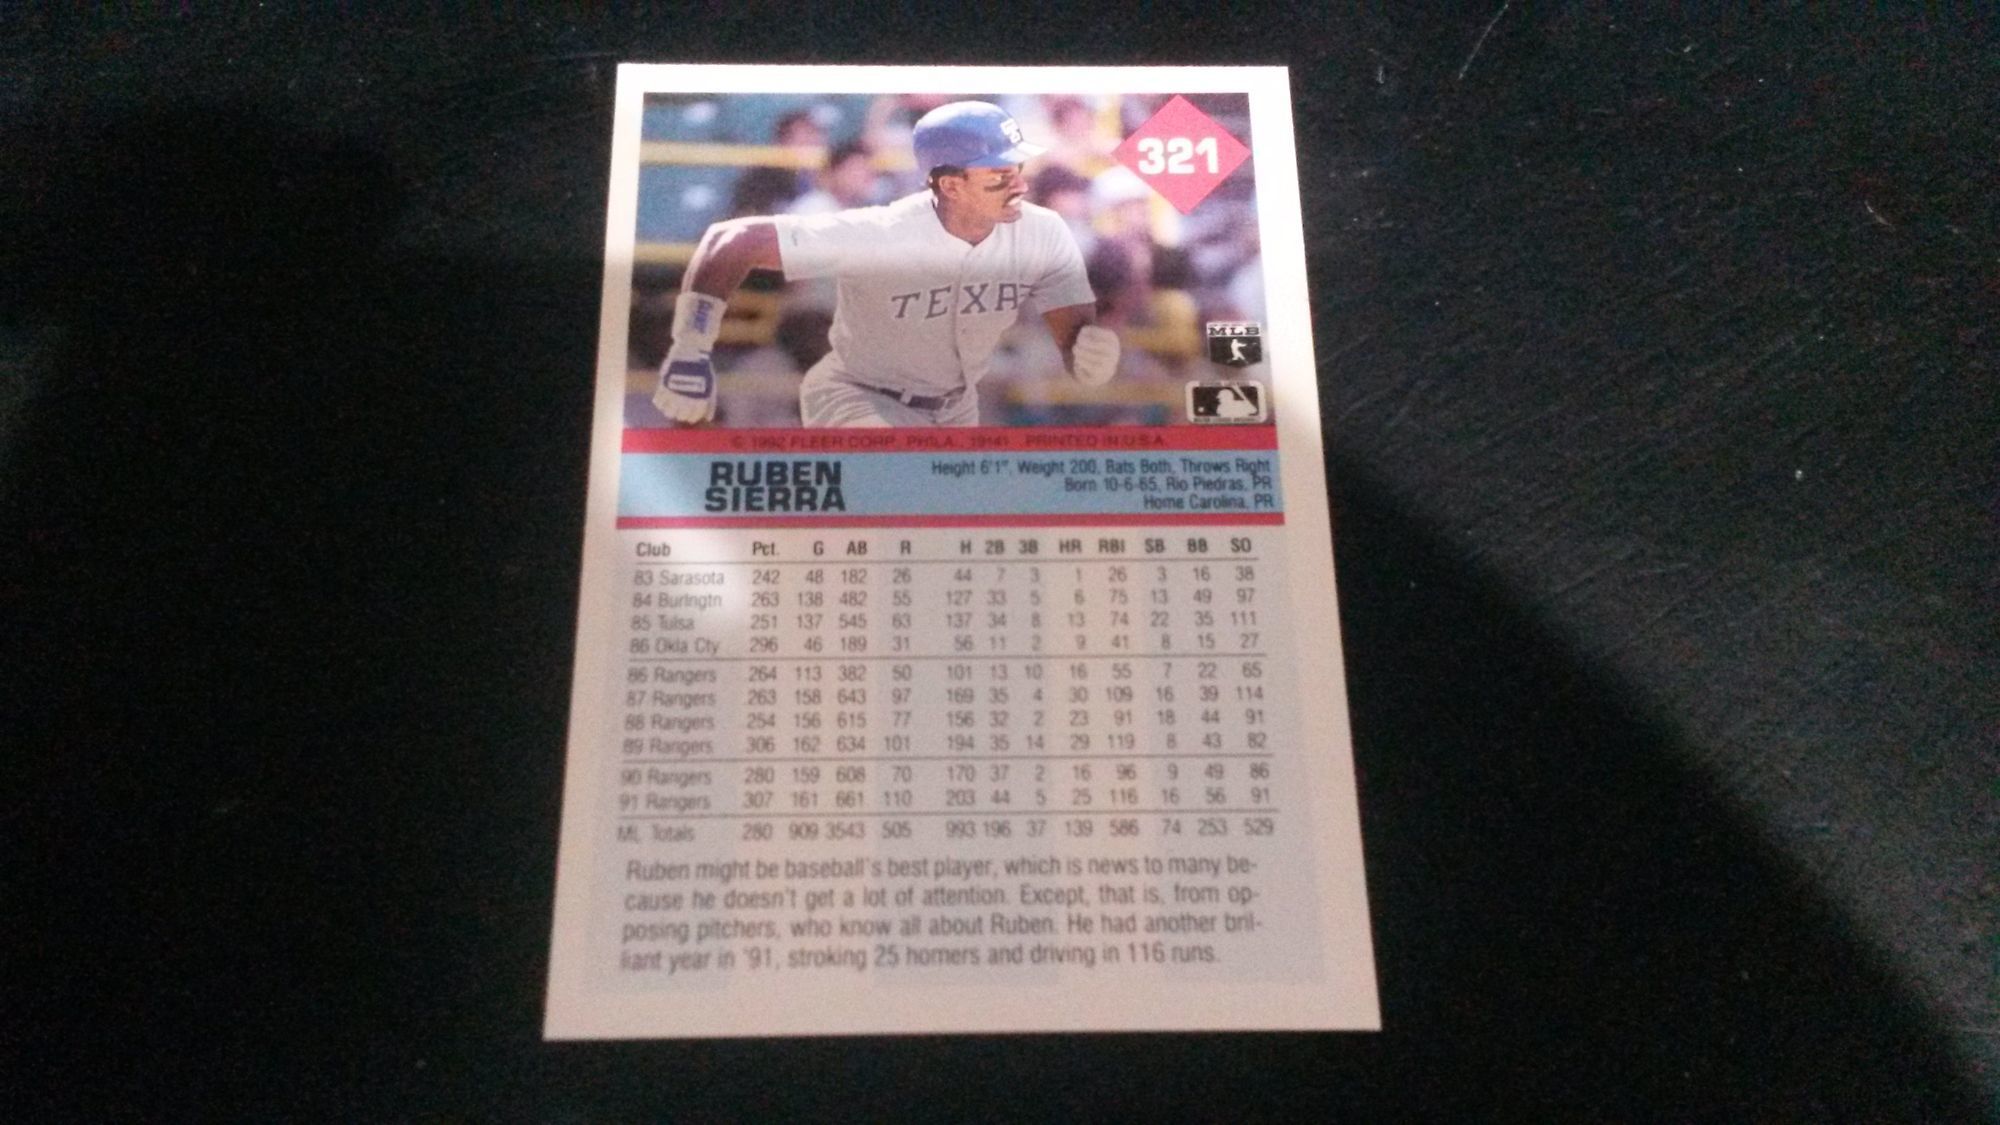 321
TEXAS
MLB
© 1992 FLEER CORP. PHILA., 19141 PRINTED IN U.S.A.
RUBEN
SIERRA
Height 6'1", Weight 200, Bats Both, Throws Right
Born 10-6-65, Rio Piedras, PR
Home Carolina, PR
Club Pct. G AB R H 2B 3B HR RBI SB BB SO
83 Sarasota 242 48 182 26 44 7 3 1 26 3 16 38
84 Burlngtn 263 138 482 55 127 33 5 6 75 13 49 97
85 Tulsa 251 137 545 63 137 34 8 13 74 22 35 111
86 Okla Cty 296 46 189 31 56 11 2 9 41 8 15 27
86 Rangers 264 113 382 50 101 13 10 16 55 7 22 65
87 Rangers 263 158 643 97 169 35 4 30 109 16 39 114
88 Rangers 254 156 615 77 156 32 2 23 91 18 44 91
89 Rangers 306 162 634 101 194 35 14 29 119 8 43 82
90 Rangers 280 159 608 70 170 37 2 16 96 9 49 86
91 Rangers 307 161 661 110 203 44 5 25 116 16 56 91
ML Totals 280 909 3543 505 993 196 37 139 586 74 253 529
Ruben might be baseball's best player, which is news to many be-
cause he doesn't get a lot of attention. Except, that is, from op-
posing pitchers, who know all about Ruben. He had another bril-
liant year in '91, stroking 25 homers and driving in 116 runs.